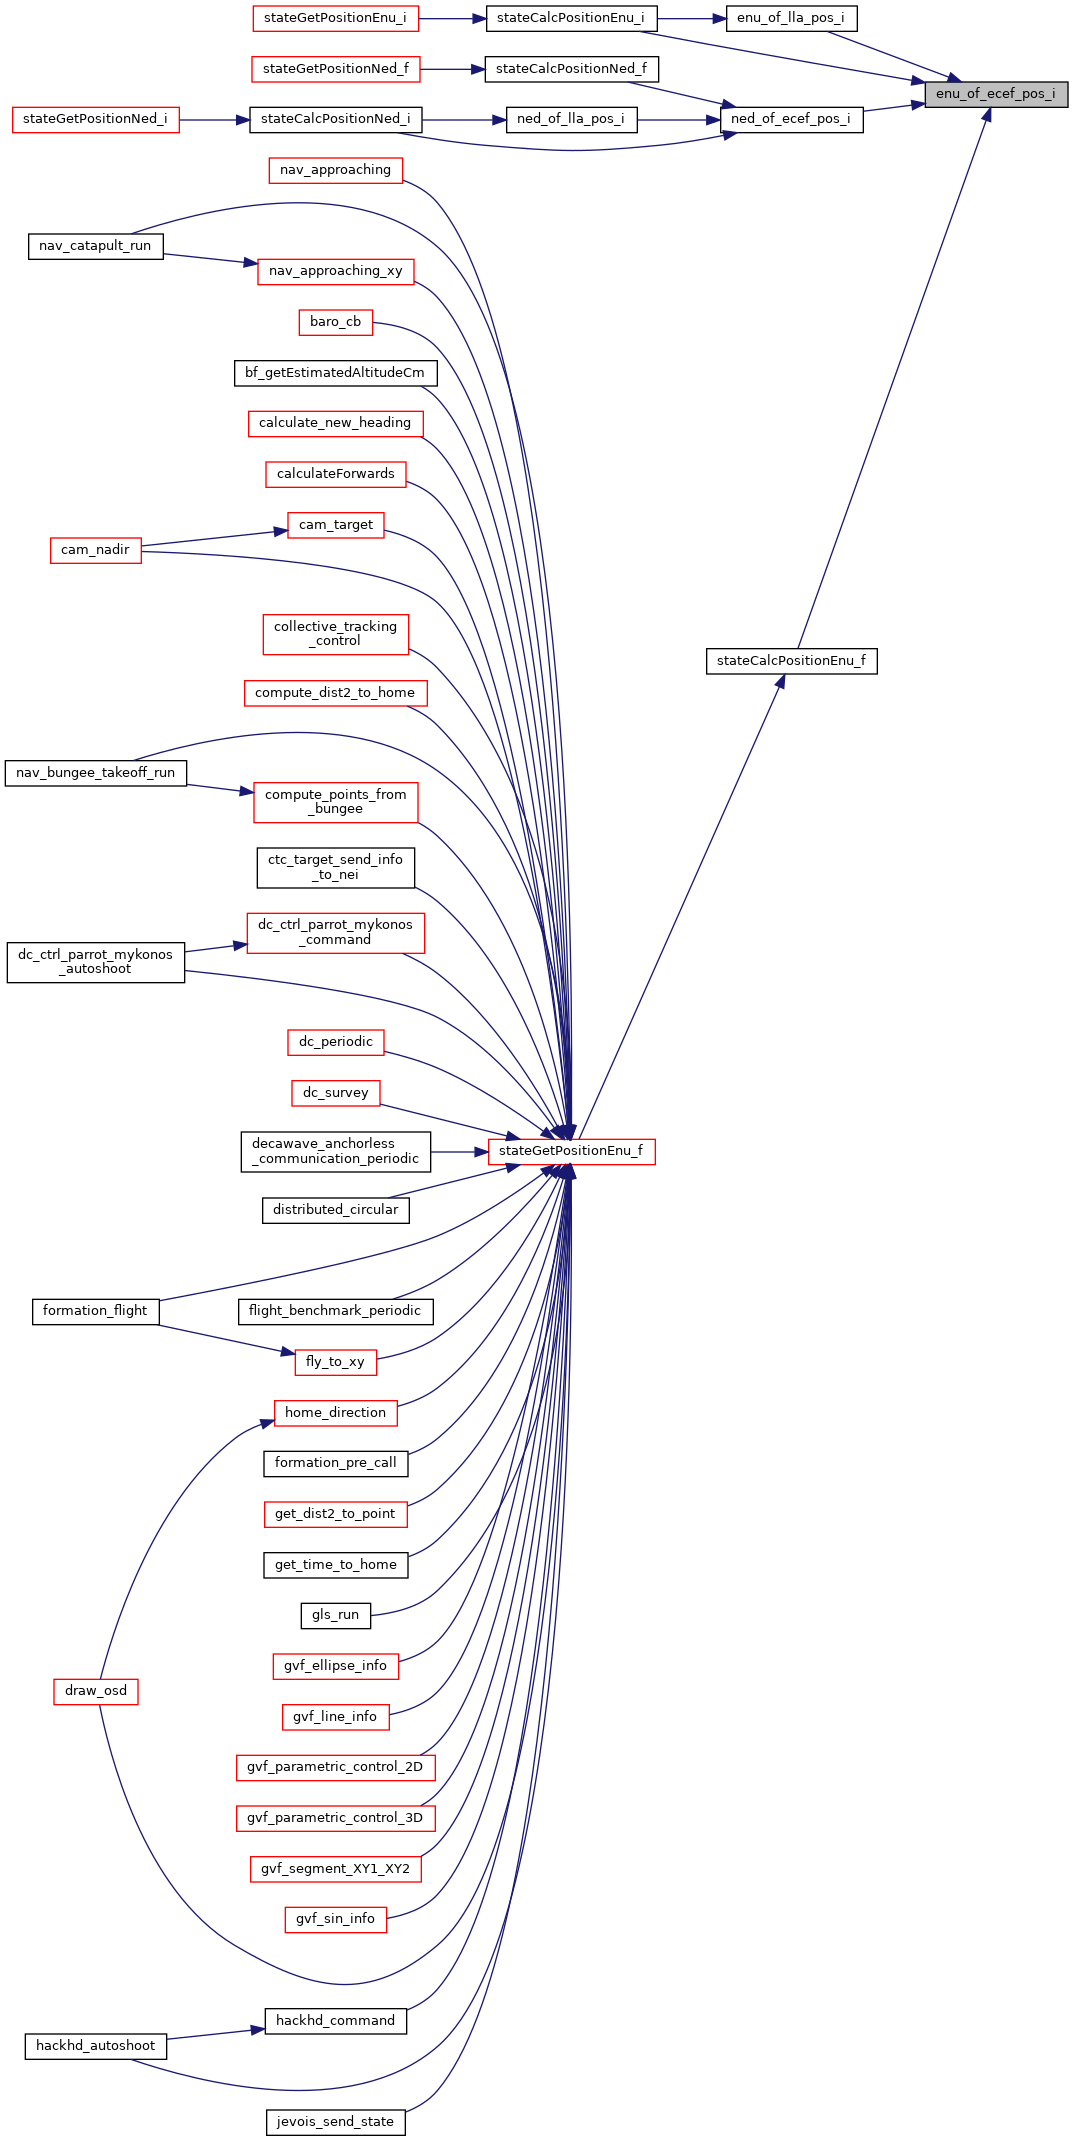 stateGetPositionEnu_i
stateCalcPositionEnu_i
enu_of_lla_pos_i
stateGetPositionNed_f
stateCalcPositionNed_f
enu_of_ecef_pos_i
stateGetPositionNed_i
stateCalcPositionNed_i
ned_of_lla_pos_i
ned_of_ecef_pos_i
nav_approaching
nav_catapult_run
nav_approaching_xy
baro_cb
bf_getEstimatedAltitudeCm
calculate_new_heading
calculateForwards
cam_target
cam_nadir
collective_tracking
_control
stateCalcPositionEnu_f
compute_dist2_to_home
nav_bungee_takeoff_run
compute_points_from
_bungee
ctc_target_send_info
_to_nei
dc_ctrl_parrot_mykonos
_command
dc_ctrl_parrot_mykonos
_autoshoot
dc_periodic
dc_survey
decawave_anchorless
_communication_periodic
stateGetPositionEnu_f
distributed_circular
formation_flight
flight_benchmark_periodic
fly_to_xy
home_direction
formation_pre_call
get_dist2_to_point
get_time_to_home
gls_run
gvf_ellipse_info
draw_osd
gvf_line_info
gvf_parametric_control_2D
gvf_parametric_control_3D
gvf_segment_XY1_XY2
gvf_sin_info
hackhd_command
hackhd_autoshoot
jevois_send_state